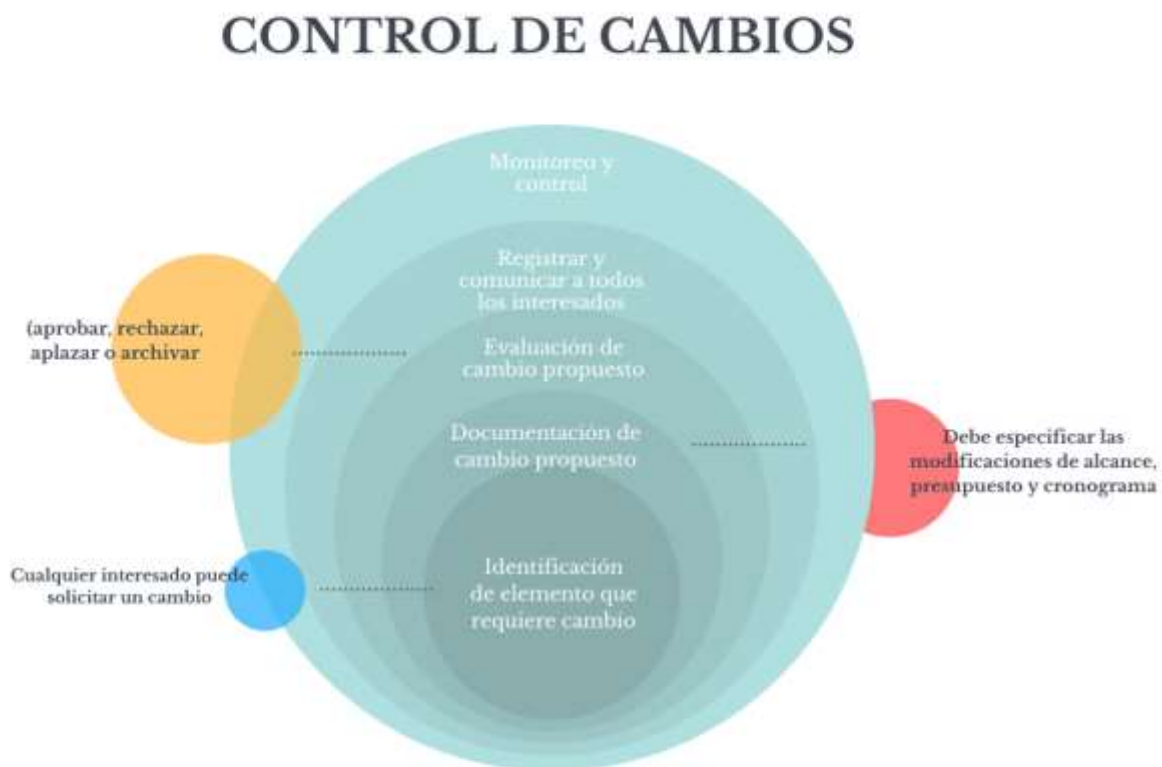 CONTROL DE CAMBIOS
Monitoreo y
control
Registrar y
comunicar a todos
los interesados
(aprobar, rechazar,
aplazar o archivar
Evaluación de
cambio propuesto
Documentación de
cambio propuesto
Debe especificar las
modificaciones de alcance,
presupuesto y cronograma
Cualquier interesado puede
solicitar un cambio
Identificación
de elemento que
requiere cambio